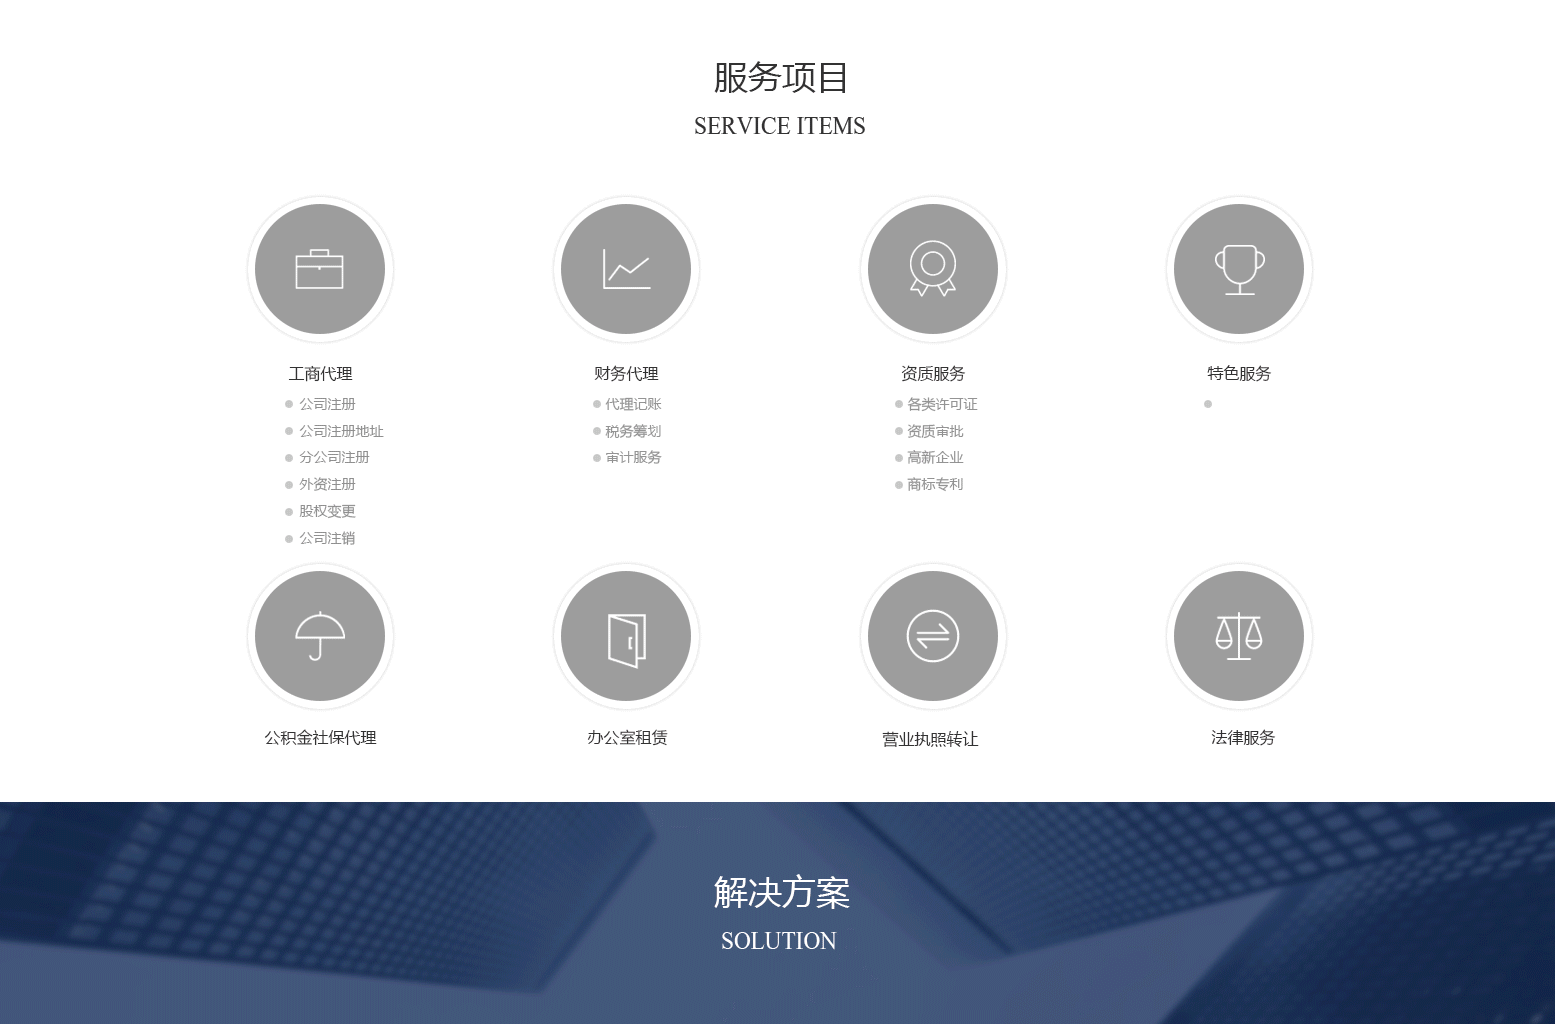 服务项目
SERVICE ITEMS
工商代理
公司注册
公司注册地址
分公司注册
外资注册
股权变更
公司注销
财务代理
代理记账
税务筹划
审计服务
资质服务
各类许可证
资质审批
高新企业
商标专利
特色服务
公积金社保代理
办公室租赁
营业执照转让
法律服务
解决方案
SOLUTION